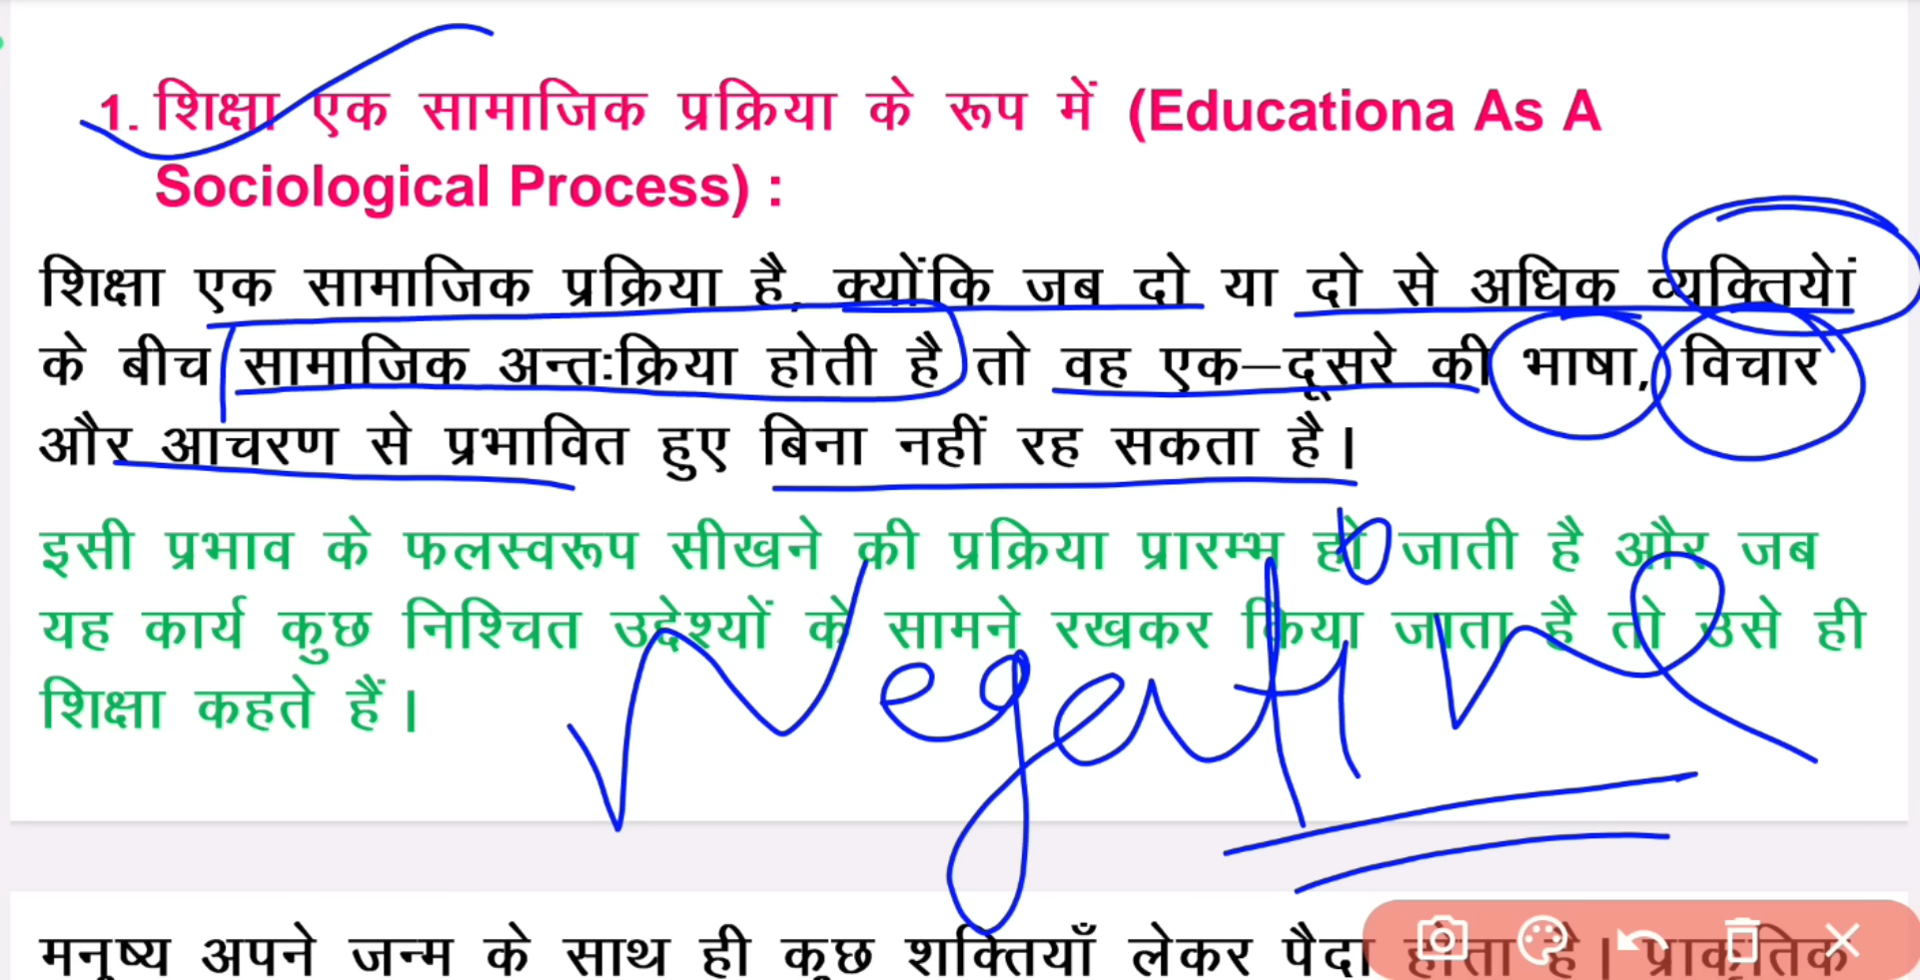 1. शिक्षा एक सामाजिक प्रक्रिया के रूप में (Educationa As A
Sociological Process) :
शिक्षा एक सामाजिक प्रक्रिया है, क्योंकि जब दो या दो से अधिक व्यक्तियेां
के बीच सामाजिक अन्तःक्रिया होती है तो वह एक–दूसरे की भाषा, विचार
और आचरण से प्रभावित हुए बिना नहीं रह सकता है।
इसी प्रभाव के फलस्वरूप सीखने की प्रक्रिया प्रारम्भ हो जाती है और जब
यह कार्य कुछ निश्चित उद्देश्यों के सामने रखकर किया जाता है तो उसे ही
शिक्षा कहते हैं।
Negative
मनुष्य अपने जन्म के साथ ही कुछ शक्तियाँ लेकर पैदा होता है। प्राकृतिक